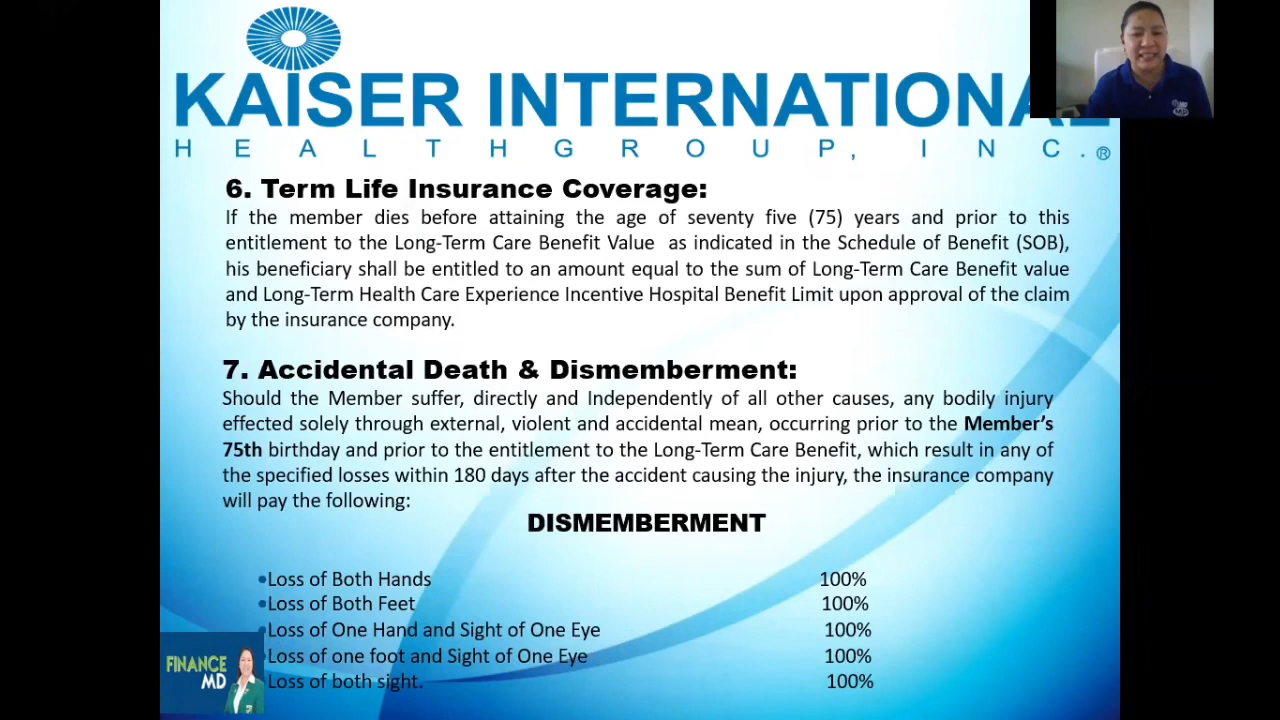 KAISER INTERNATIONAL
HEALTHGROUP, INC.®
6. Term Life Insurance Coverage:
If the member dies before attaining the age of seventy five (75) years and prior to this
entitlement to the Long-Term Care Benefit Value as indicated in the Schedule of Benefit (SOB),
his beneficiary shall be entitled to an amount equal to the sum of Long-Term Care Benefit value
and Long-Term Health Care Experience Incentive Hospital Benefit Limit upon approval of the claim
by the insurance company.
7. Accidental Death & Dismemberment:
Should the Member suffer, directly and Independently of all other causes, any bodily injury
effected solely through external, violent and accidental mean, occurring prior to the Member’s
75th birthday and prior to the entitlement to the Long-Term Care Benefit, which result in any of
the specified losses within 180 days after the accident causing the injury, the insurance company
will pay the following:
DISMEMBERMENT
•Loss of Both Hands 100%
•Loss of Both Feet 100%
•Loss of One Hand and Sight of One Eye 100%
•Loss of one foot and Sight of One Eye 100%
Loss of both sight. 100%
FINANCE
MD